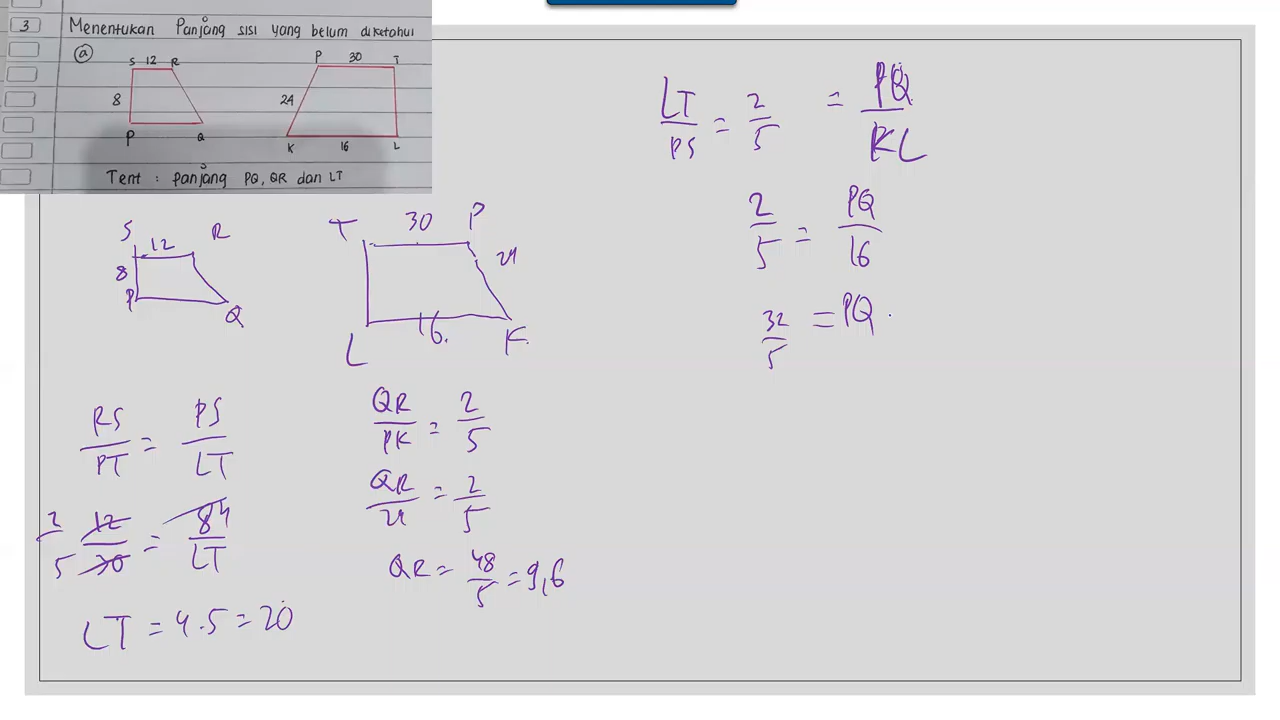 3 Menentukan Panjang sisi yang belum diketahui
a
S 12 R
8
P Q
P 30 T
24
K 16 L
Tent : panjang PQ, QR dan LT
S 12 R
8
P Q
T 30 P
24
L 16. K
RS/PT = PS/LT
2/5 12/30 = 84/LT
LT = 4.5 = 20
QR/PK = 2/5
QR/24 = 2/5
QR = 48/5 = 9,6
LT/PS = 2/5 = PQ/KL
2/5 = PQ/16
32/5 = PQ.